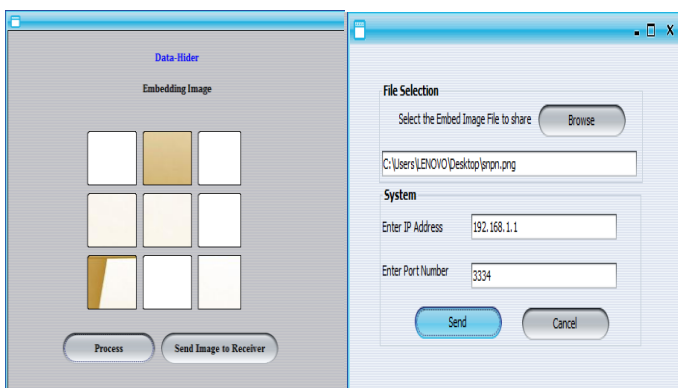 Data-Hider
Embedding Image
Process
Send Image to Receiver
File Selection
Select the Embed Image File to share
Browse
C:\Users\LENOVO\Desktop\snpn.png
System
Enter IP Address
192.168.1.1
Enter Port Number
3334
Send
Cancel